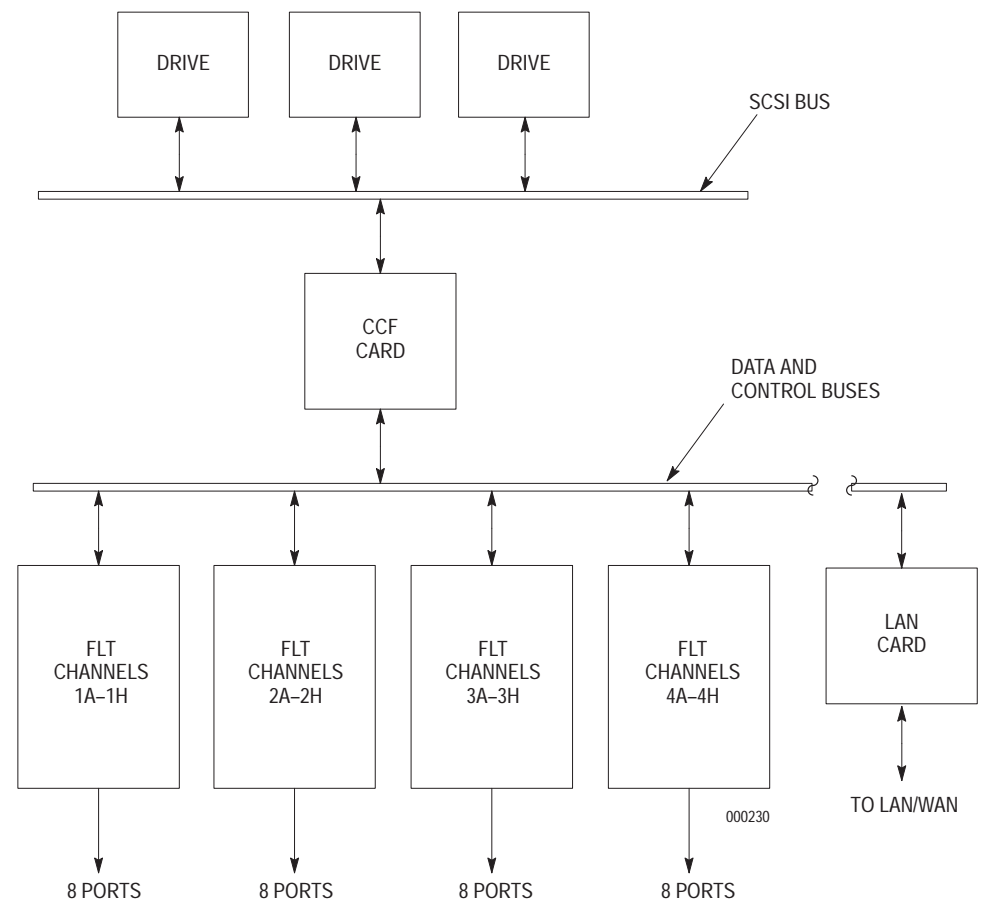 DRIVE
DRIVE
DRIVE
SCSI BUS
CCF
CARD
DATA AND
CONTROL BUSES
FLT
CHANNELS
1A–1H
FLT
CHANNELS
2A–2H
FLT
CHANNELS
3A–3H
FLT
CHANNELS
4A–4H
LAN
CARD
TO LAN/WAN
000230
8 PORTS
8 PORTS
8 PORTS
8 PORTS